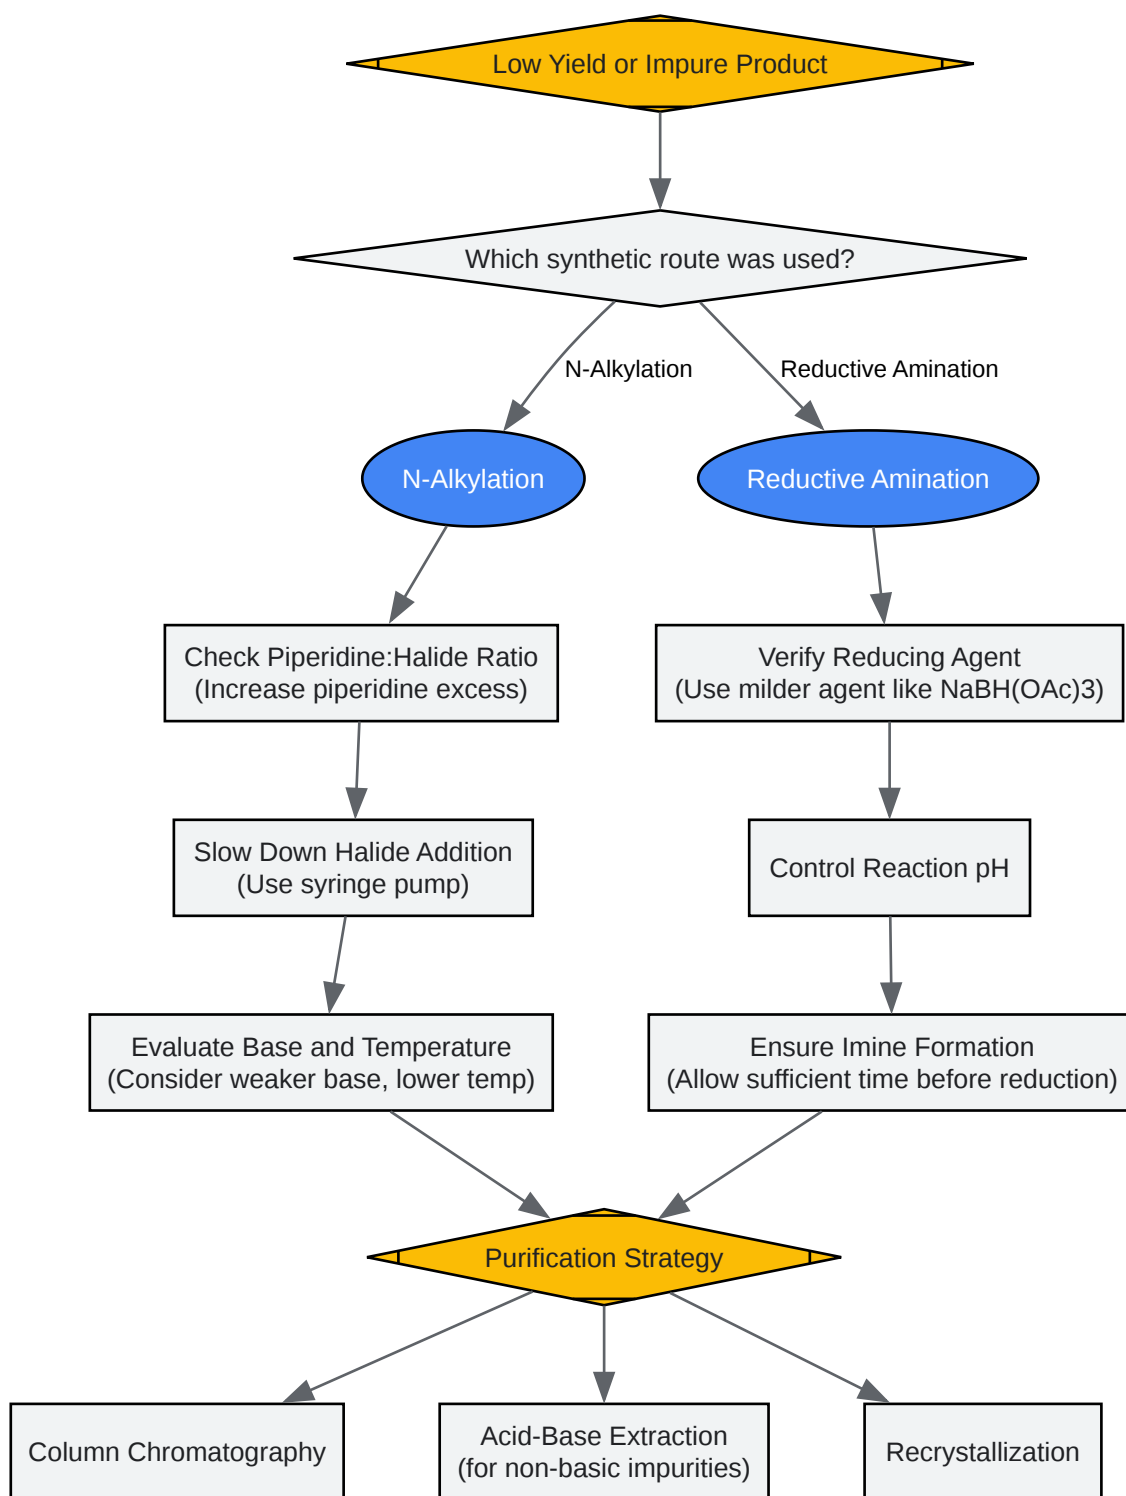 Low Yield or Impure Product
Which synthetic route was used?
N-Alkylation
Reductive Amination
N-Alkylation
Reductive Amination
Check Piperidine:Halide Ratio
(Increase piperidine excess)
Verify Reducing Agent
(Use milder agent like NaBH(OAc)3)
Slow Down Halide Addition
(Use syringe pump)
Control Reaction pH
Evaluate Base and Temperature
(Consider weaker base, lower temp)
Ensure Imine Formation
(Allow sufficient time before reduction)
Purification Strategy
Column Chromatography
Acid-Base Extraction
(for non-basic impurities)
Recrystallization